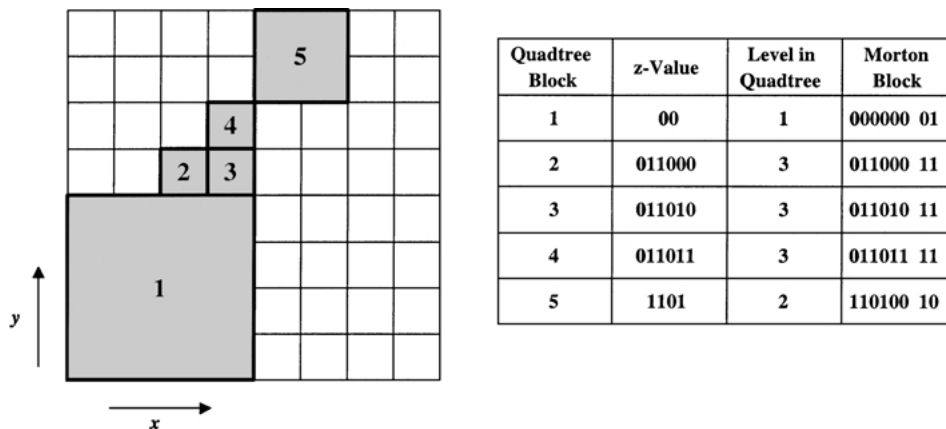 5
4
2 3
1
y
x
Quadtree Block z-Value Level in Quadtree Morton Block
1 00 1 000000 01
2 011000 3 011000 11
3 011010 3 011010 11
4 011011 3 011011 11
5 1101 2 110100 10